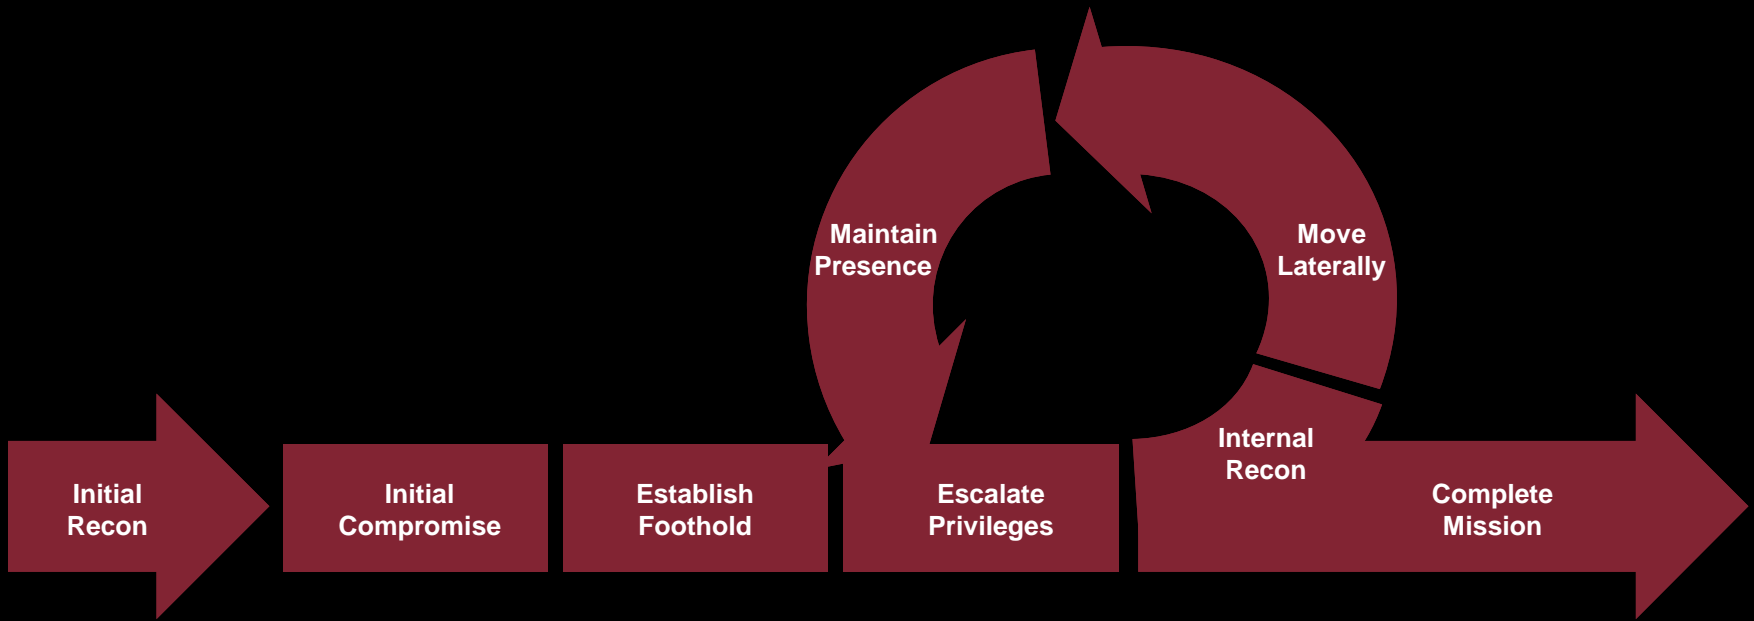 Maintain
Presence
Move
Laterally
Internal
Recon
Initial
Recon
Initial
Compromise
Establish
Foothold
Escalate
Privileges
Complete
Mission